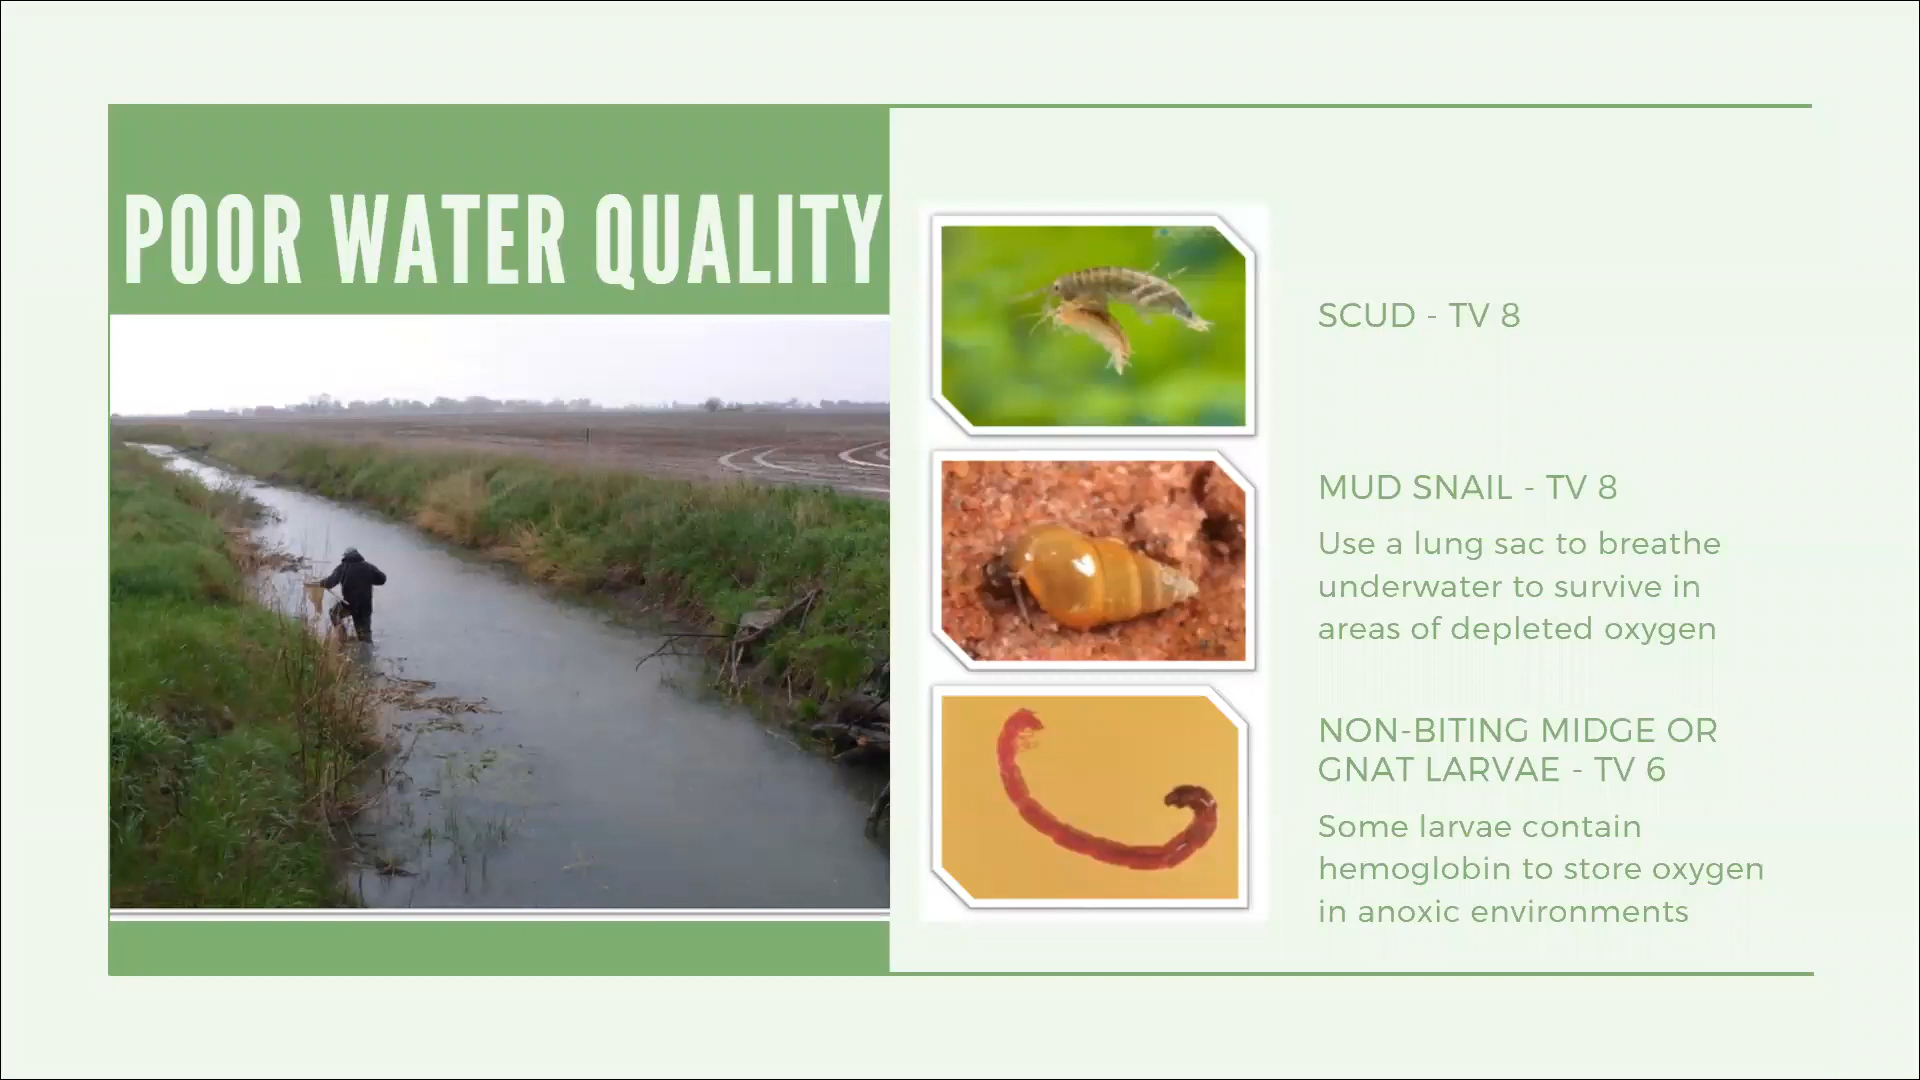 POOR WATER QUALITY
SCUD - TV 8
MUD SNAIL - TV 8
Use a lung sac to breathe
underwater to survive in
areas of depleted oxygen
NON-BITING MIDGE OR
GNAT LARVAE - TV 6
Some larvae contain
hemoglobin to store oxygen
in anoxic environments